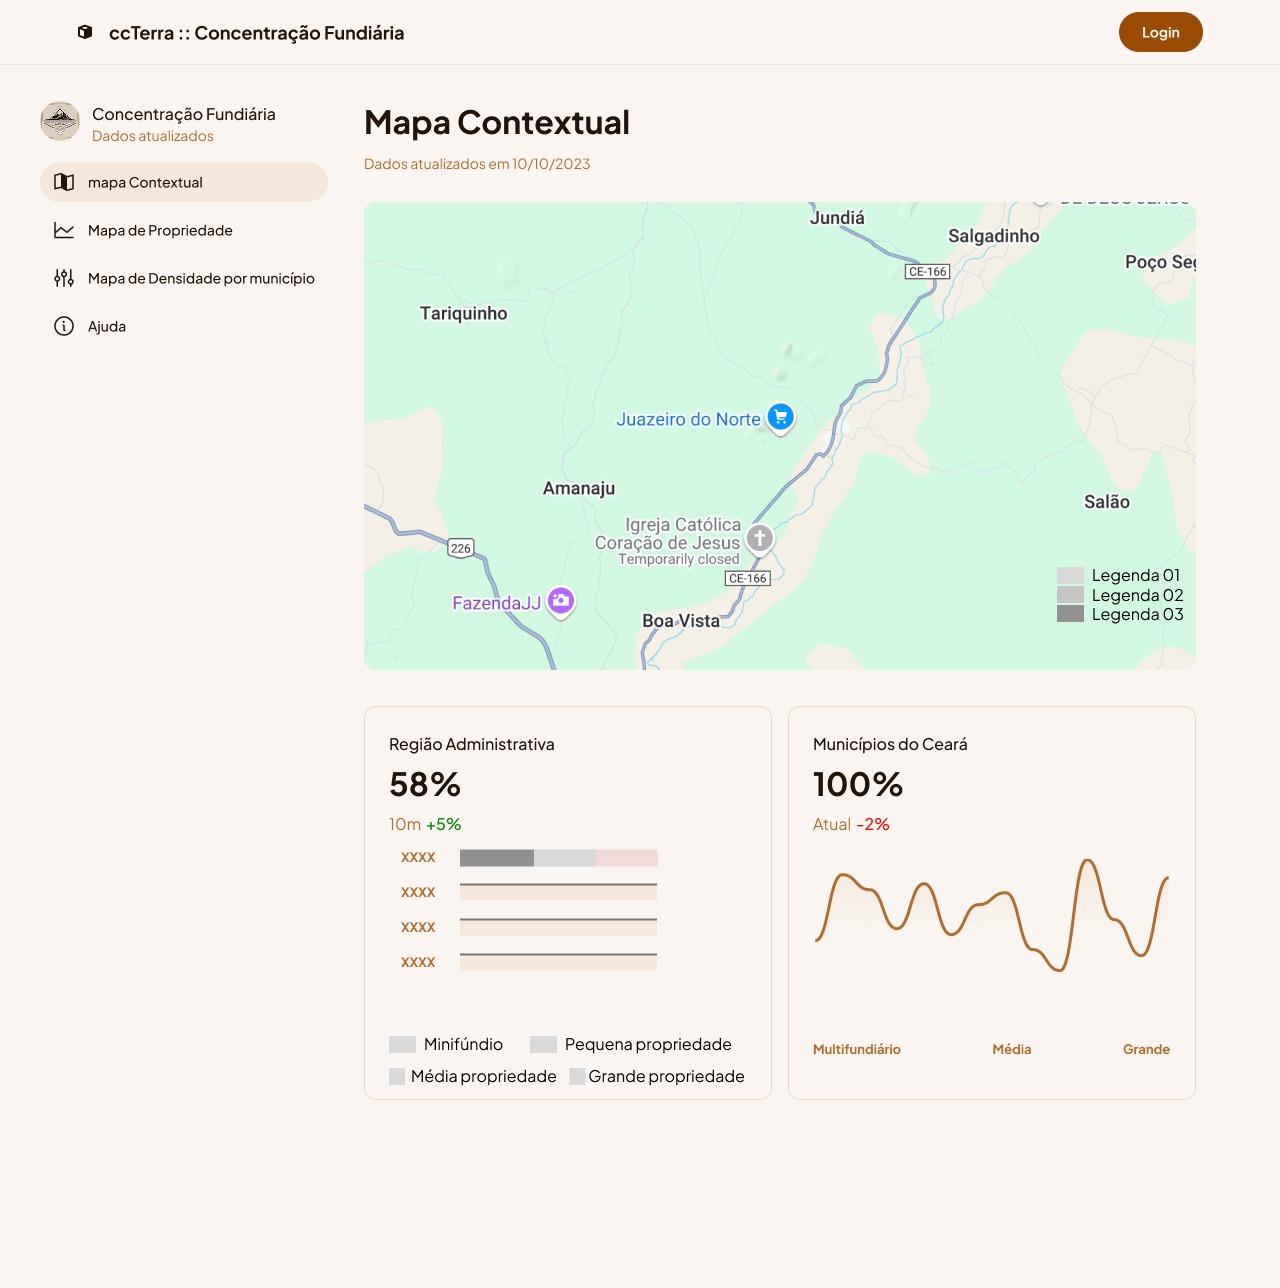 ccTerra :: Concentração Fundiária
Login
Concentração Fundiária
Dados atualizados
mapa Contextual
Mapa de Propriedade
Mapa de Densidade por município
Ajuda
Mapa Contextual
Dados atualizados em 10/10/2023
Jundiá
Salgadinho
Poço Seg
CE-166
Tariquinho
Juazeiro do Norte
Amanaju
Salão
Igreja Católica
Coração de Jesus
Temporarily closed
226
CE-166
FazendaJJ
Boa Vista
Legenda 01
Legenda 02
Legenda 03
Região Administrativa
58%
10m +5%
XXXX
XXXX
XXXX
XXXX
Minifúndio
Pequena propriedade
Média propriedade
Grande propriedade
Municípios do Ceará
100%
Atual -2%
Multifundiário
Média
Grande